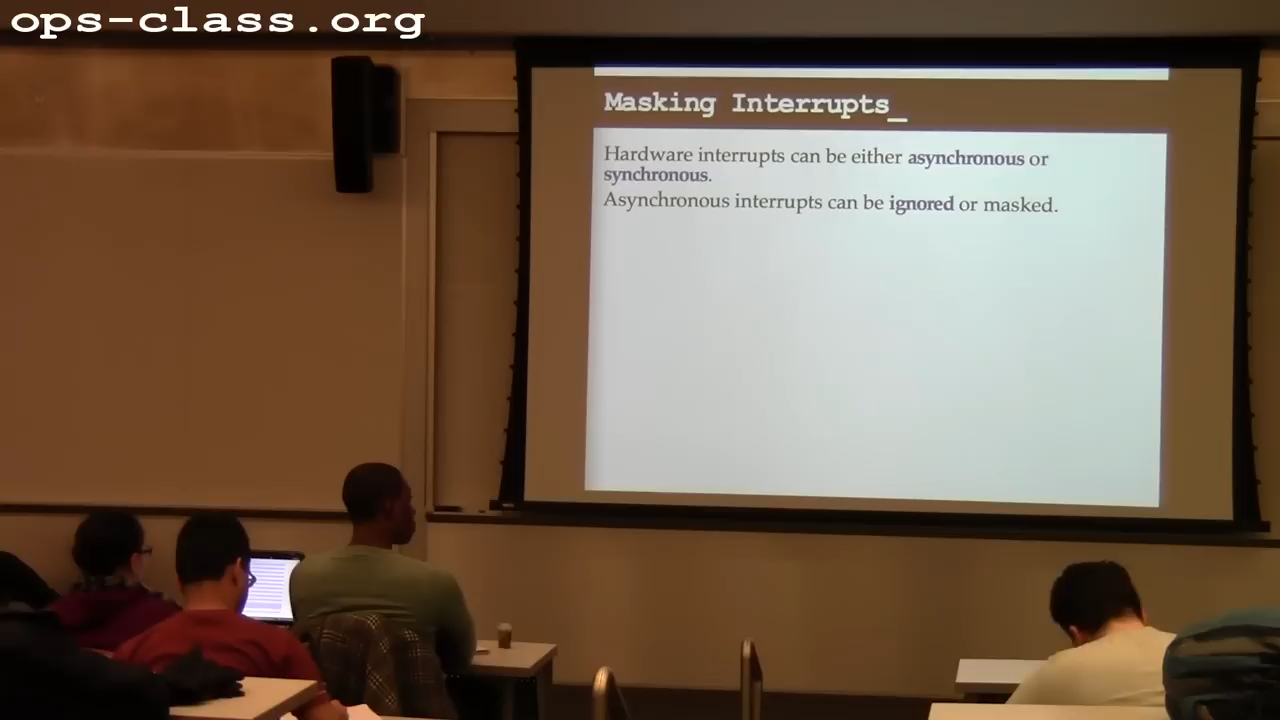 ops-class.org
Masking Interrupts_
Hardware interrupts can be either asynchronous or
synchronous.
Asynchronous interrupts can be ignored or masked.